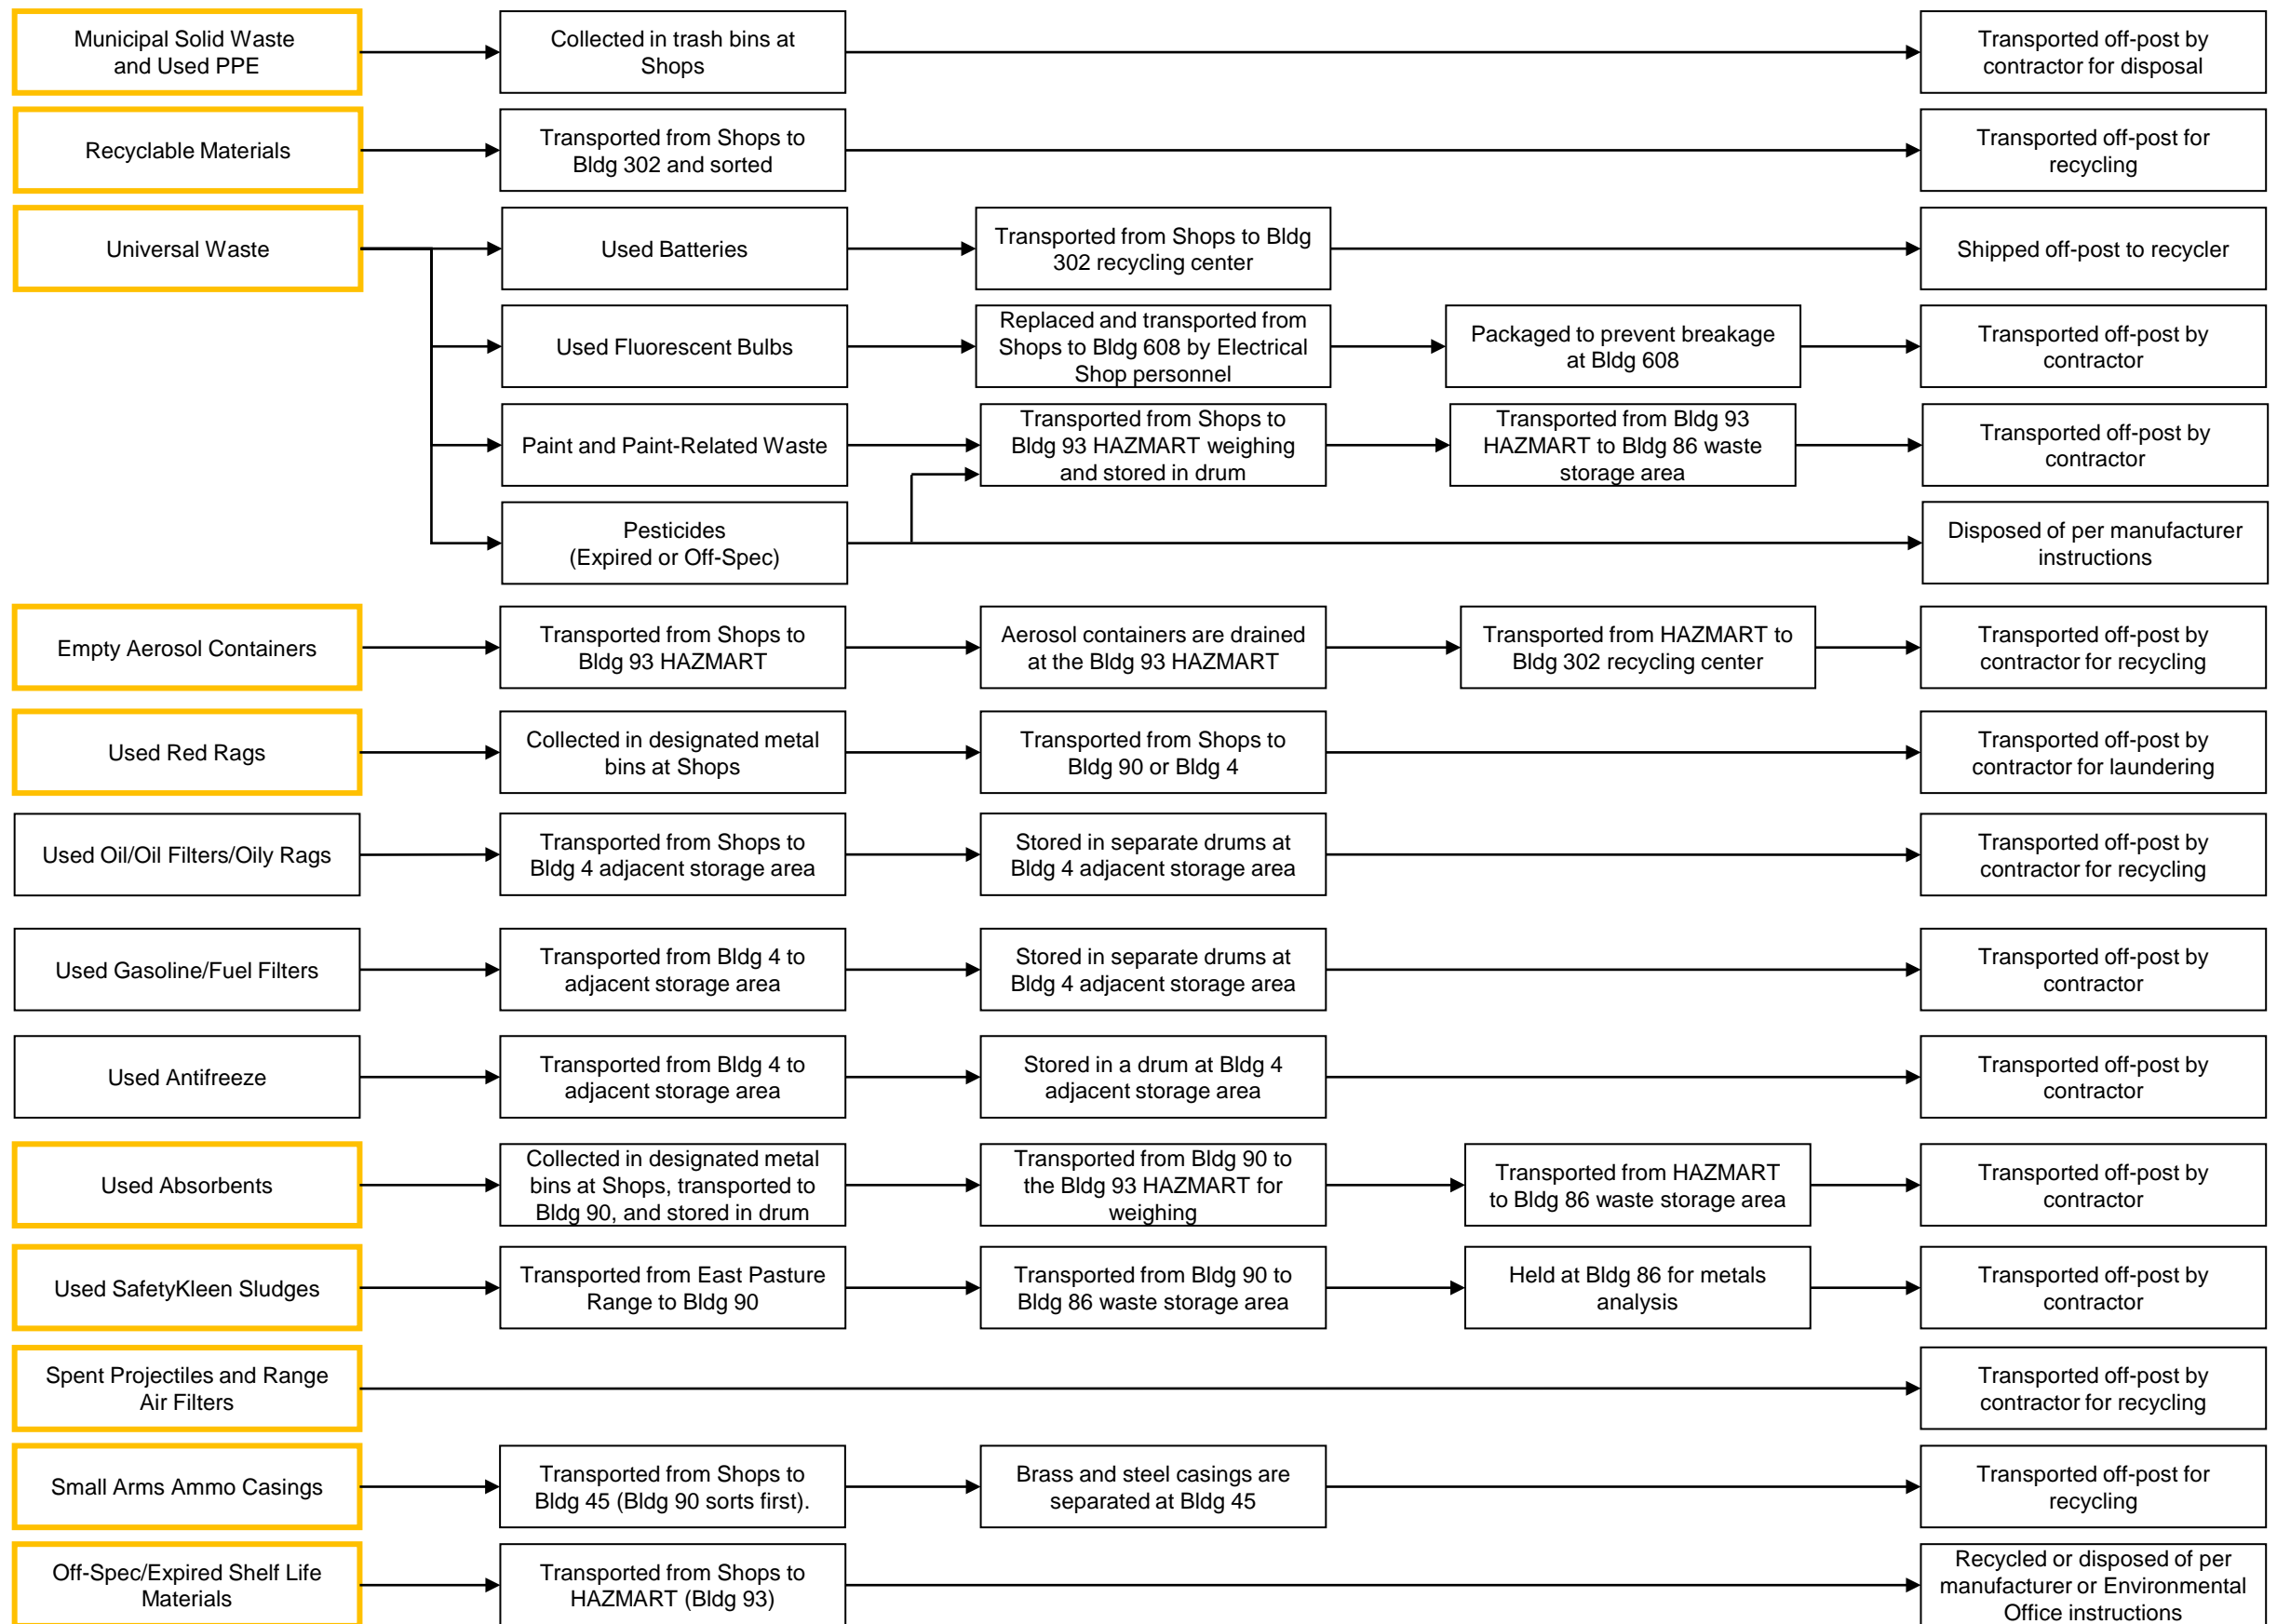 Municipal Solid Waste
and Used PPE
Collected in trash bins at
Shops
Transported off-post by
contractor for disposal
Recyclable Materials
Transported from Shops to
Bldg 302 and sorted
Transported off-post for
recycling
Universal Waste
Used Batteries
Transported from Shops to Bldg
302 recycling center
Shipped off-post to recycler
Used Fluorescent Bulbs
Replaced and transported from
Shops to Bldg 608 by Electrical
Shop personnel
Packaged to prevent breakage
at Bldg 608
Transported off-post by
contractor
Paint and Paint-Related Waste
Transported from Shops to
Bldg 93 HAZMART weighing
and stored in drum
Transported from Bldg 93
HAZMART to Bldg 86 waste
storage area
Transported off-post by
contractor
Pesticides
(Expired or Off-Spec)
Disposed of per manufacturer
instructions
Empty Aerosol Containers
Transported from Shops to
Bldg 93 HAZMART
Aerosol containers are drained
at the Bldg 93 HAZMART
Transported from HAZMART to
Bldg 302 recycling center
Transported off-post by
contractor for recycling
Used Red Rags
Collected in designated metal
bins at Shops
Transported from Shops to
Bldg 90 or Bldg 4
Transported off-post by
contractor for laundering
Used Oil/Oil Filters/Oily Rags
Transported from Shops to
Bldg 4 adjacent storage area
Stored in separate drums at
Bldg 4 adjacent storage area
Transported off-post by
contractor for recycling
Used Gasoline/Fuel Filters
Transported from Bldg 4 to
adjacent storage area
Stored in separate drums at
Bldg 4 adjacent storage area
Transported off-post by
contractor
Used Antifreeze
Transported from Bldg 4 to
adjacent storage area
Stored in a drum at Bldg 4
adjacent storage area
Transported off-post by
contractor
Used Absorbents
Collected in designated metal
bins at Shops, transported to
Bldg 90, and stored in drum
Transported from Bldg 90 to
the Bldg 93 HAZMART for
weighing
Transported from HAZMART
to Bldg 86 waste storage area
Transported off-post by
contractor
Used SafetyKleen Sludges
Transported from East Pasture
Range to Bldg 90
Transported from Bldg 90 to
Bldg 86 waste storage area
Held at Bldg 86 for metals
analysis
Transported off-post by
contractor
Spent Projectiles and Range
Air Filters
Transported off-post by
contractor for recycling
Small Arms Ammo Casings
Transported from Shops to
Bldg 45 (Bldg 90 sorts first).
Brass and steel casings are
separated at Bldg 45
Transported off-post for
recycling
Off-Spec/Expired Shelf Life
Materials
Transported from Shops to
HAZMART (Bldg 93)
Recycled or disposed of per
manufacturer or Environmental
Office instructions